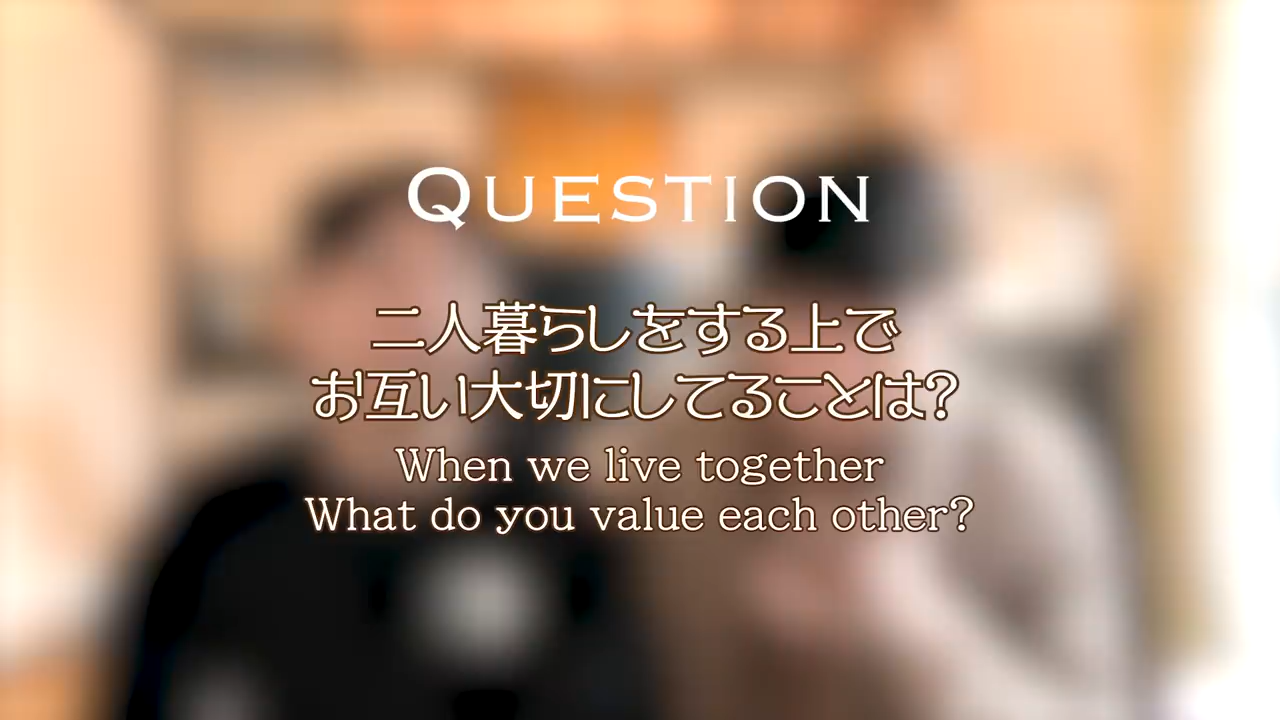 QUESTION
二人暮らしをする上で
お互い大切にしてることは？
When we live together
What do you value each other?